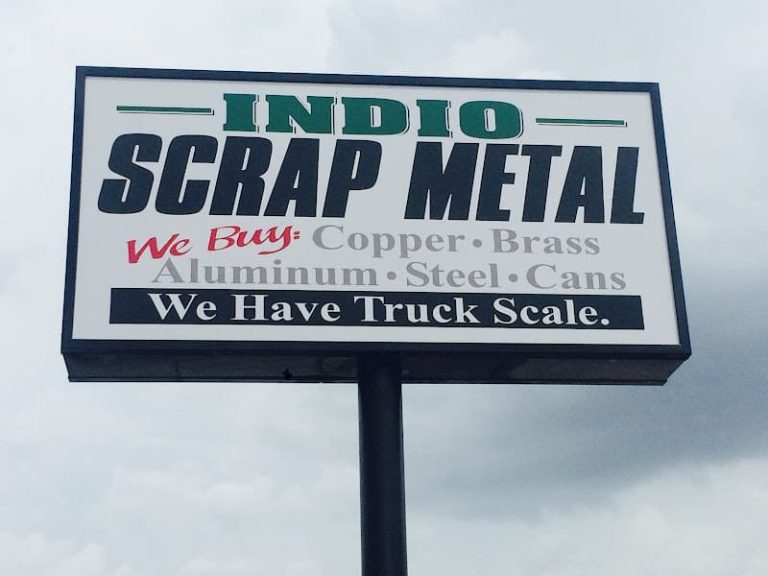 INDIO
SCRAP METAL
We Buy: Copper • Brass
Aluminum • Steel • Cans
We Have Truck Scale.